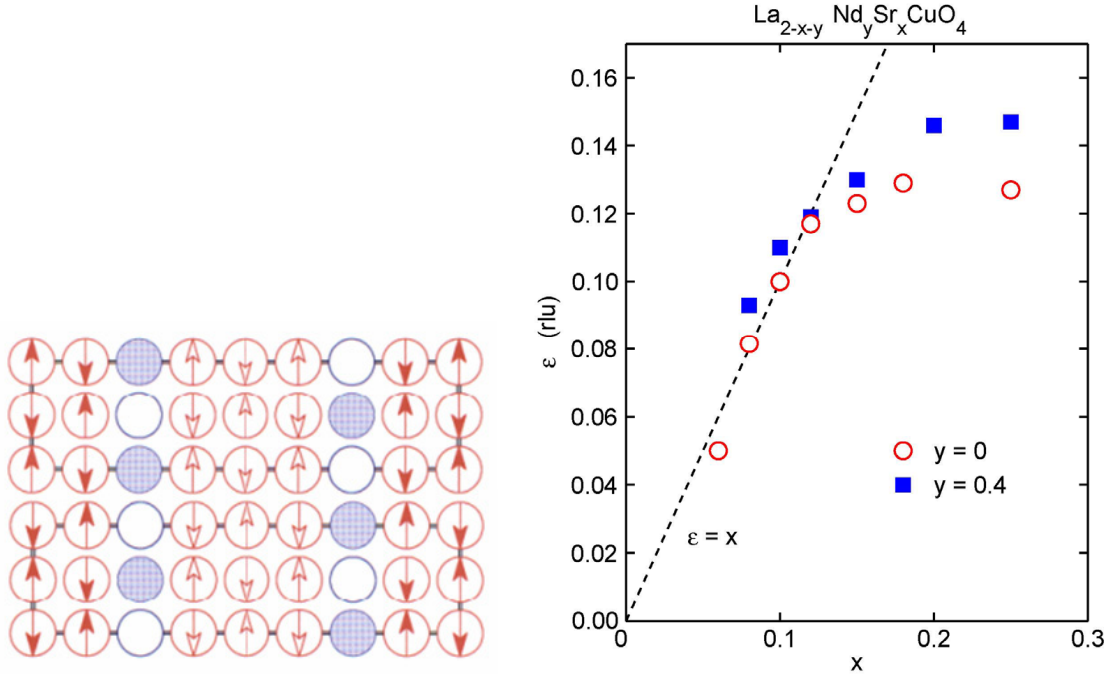 La2-x-y NdySrxCuO4
ε (rlu)
0.16
0.14
0.12
0.10
0.08
0.06
0.04
0.02
0.00
y = 0
y = 0.4
ε = x
0
0.1
0.2
0.3
x